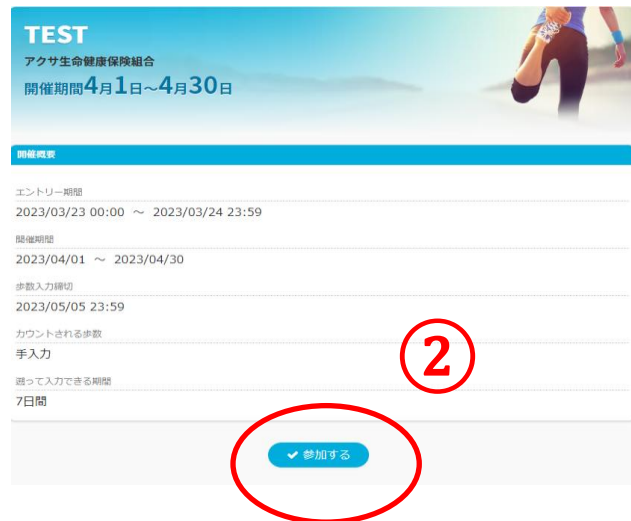 TEST
アクサ生命健康保険組合
開催期間4月1日～4月30日
開催概要
エントリー期間
2023/03/23 00:00 ～ 2023/03/24 23:59
開催期間
2023/04/01 ～ 2023/04/30
歩数入力締切
2023/05/05 23:59
カウントされる歩数
手入力
遡って入力できる期間
7日間
②
✔ 参加する